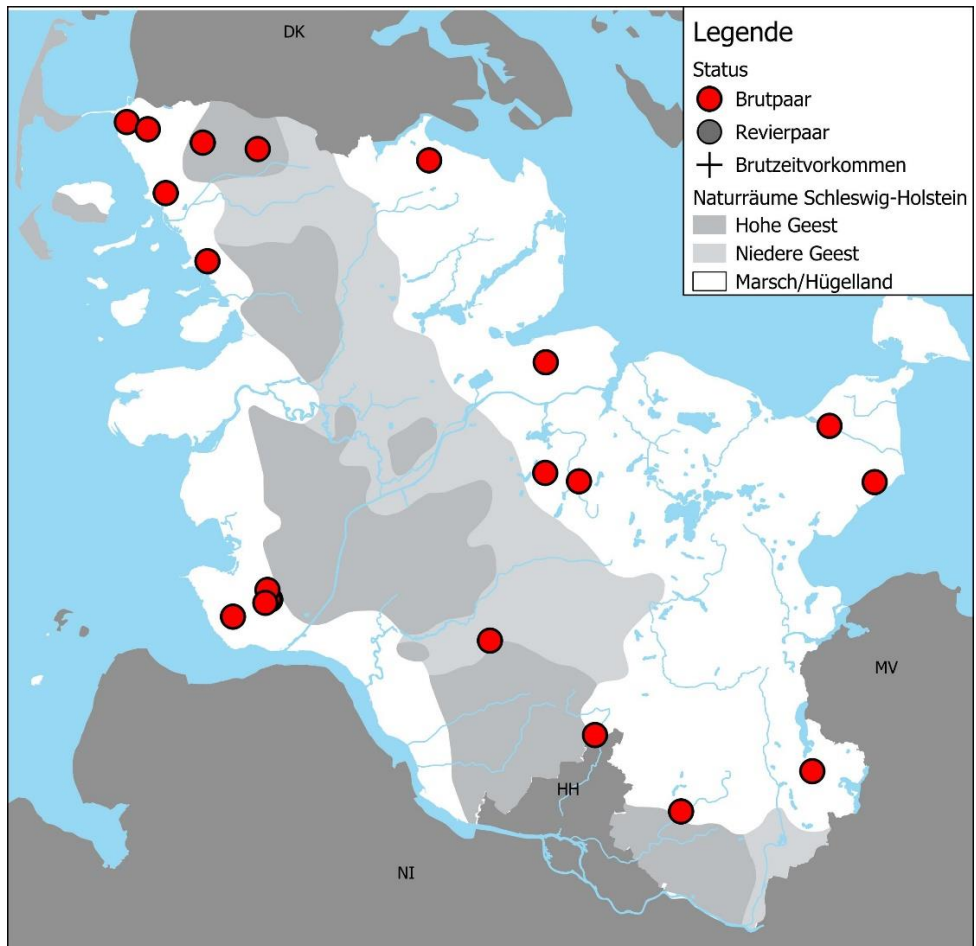 DK
Legende
Status
Brutpaar
Revierpaar
Brutzeitvorkommen
Naturräume Schleswig-Holstein
Hohe Geest
Niedere Geest
Marsch/Hügelland
MV
HH
NI